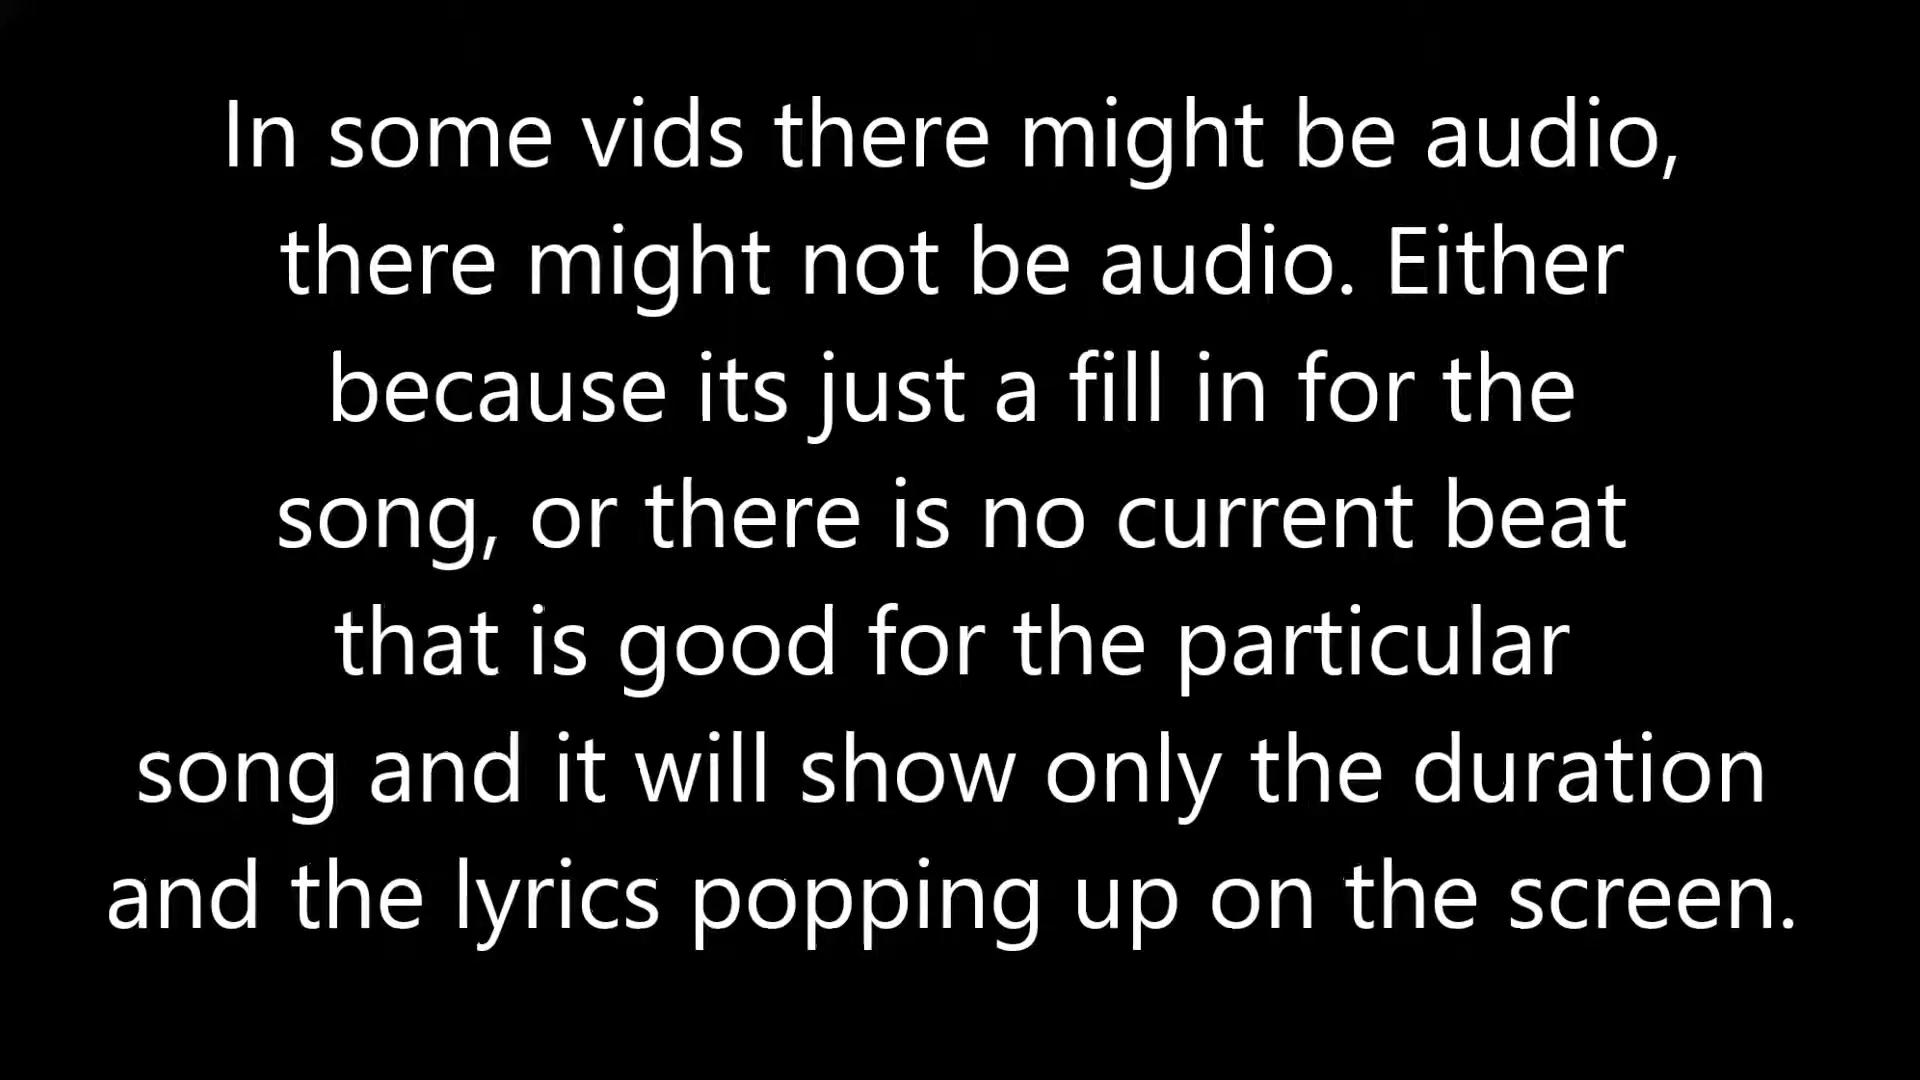 In some vids there might be audio,
there might not be audio. Either
because its just a fill in for the
song, or there is no current beat
that is good for the particular
song and it will show only the duration
and the lyrics popping up on the screen.